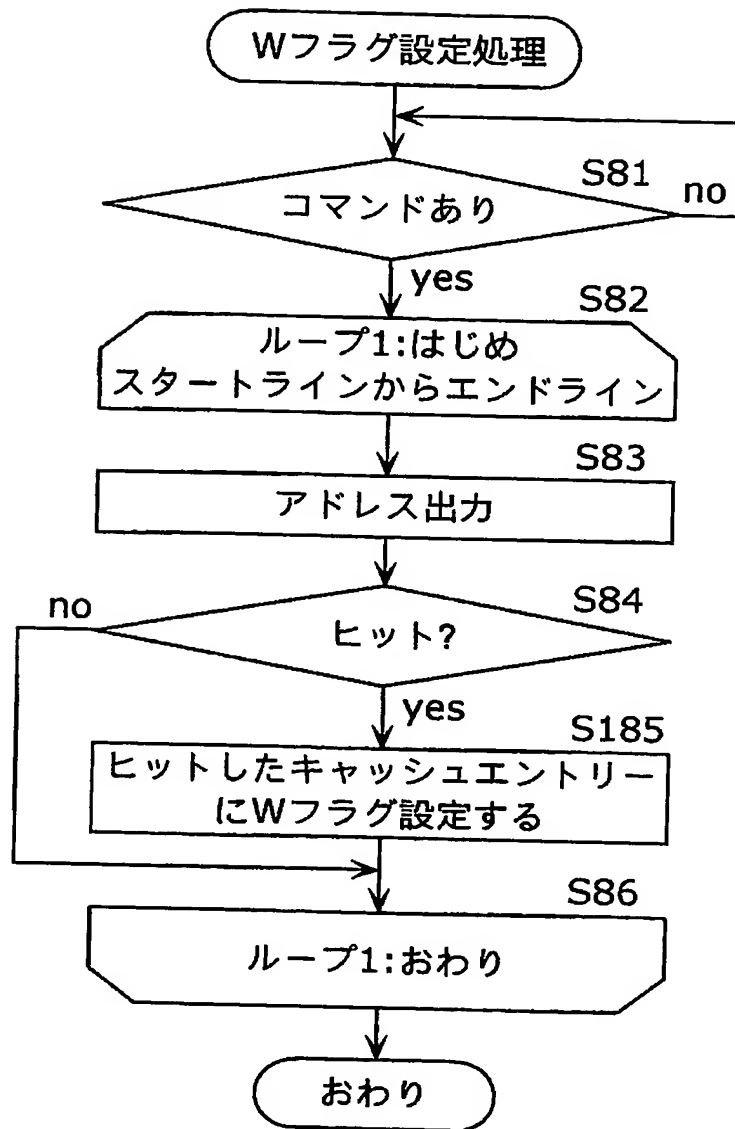 Wフラグ設定処理
S81
コマンドあり
no
yes
S82
ループ1:はじめ
スタートラインからエンドライン
S83
アドレス出力
no
S84
ヒット?
yes
S185
ヒットしたキャッシュエントリー
にWフラグ設定する
S86
ループ1:おわり
おわり